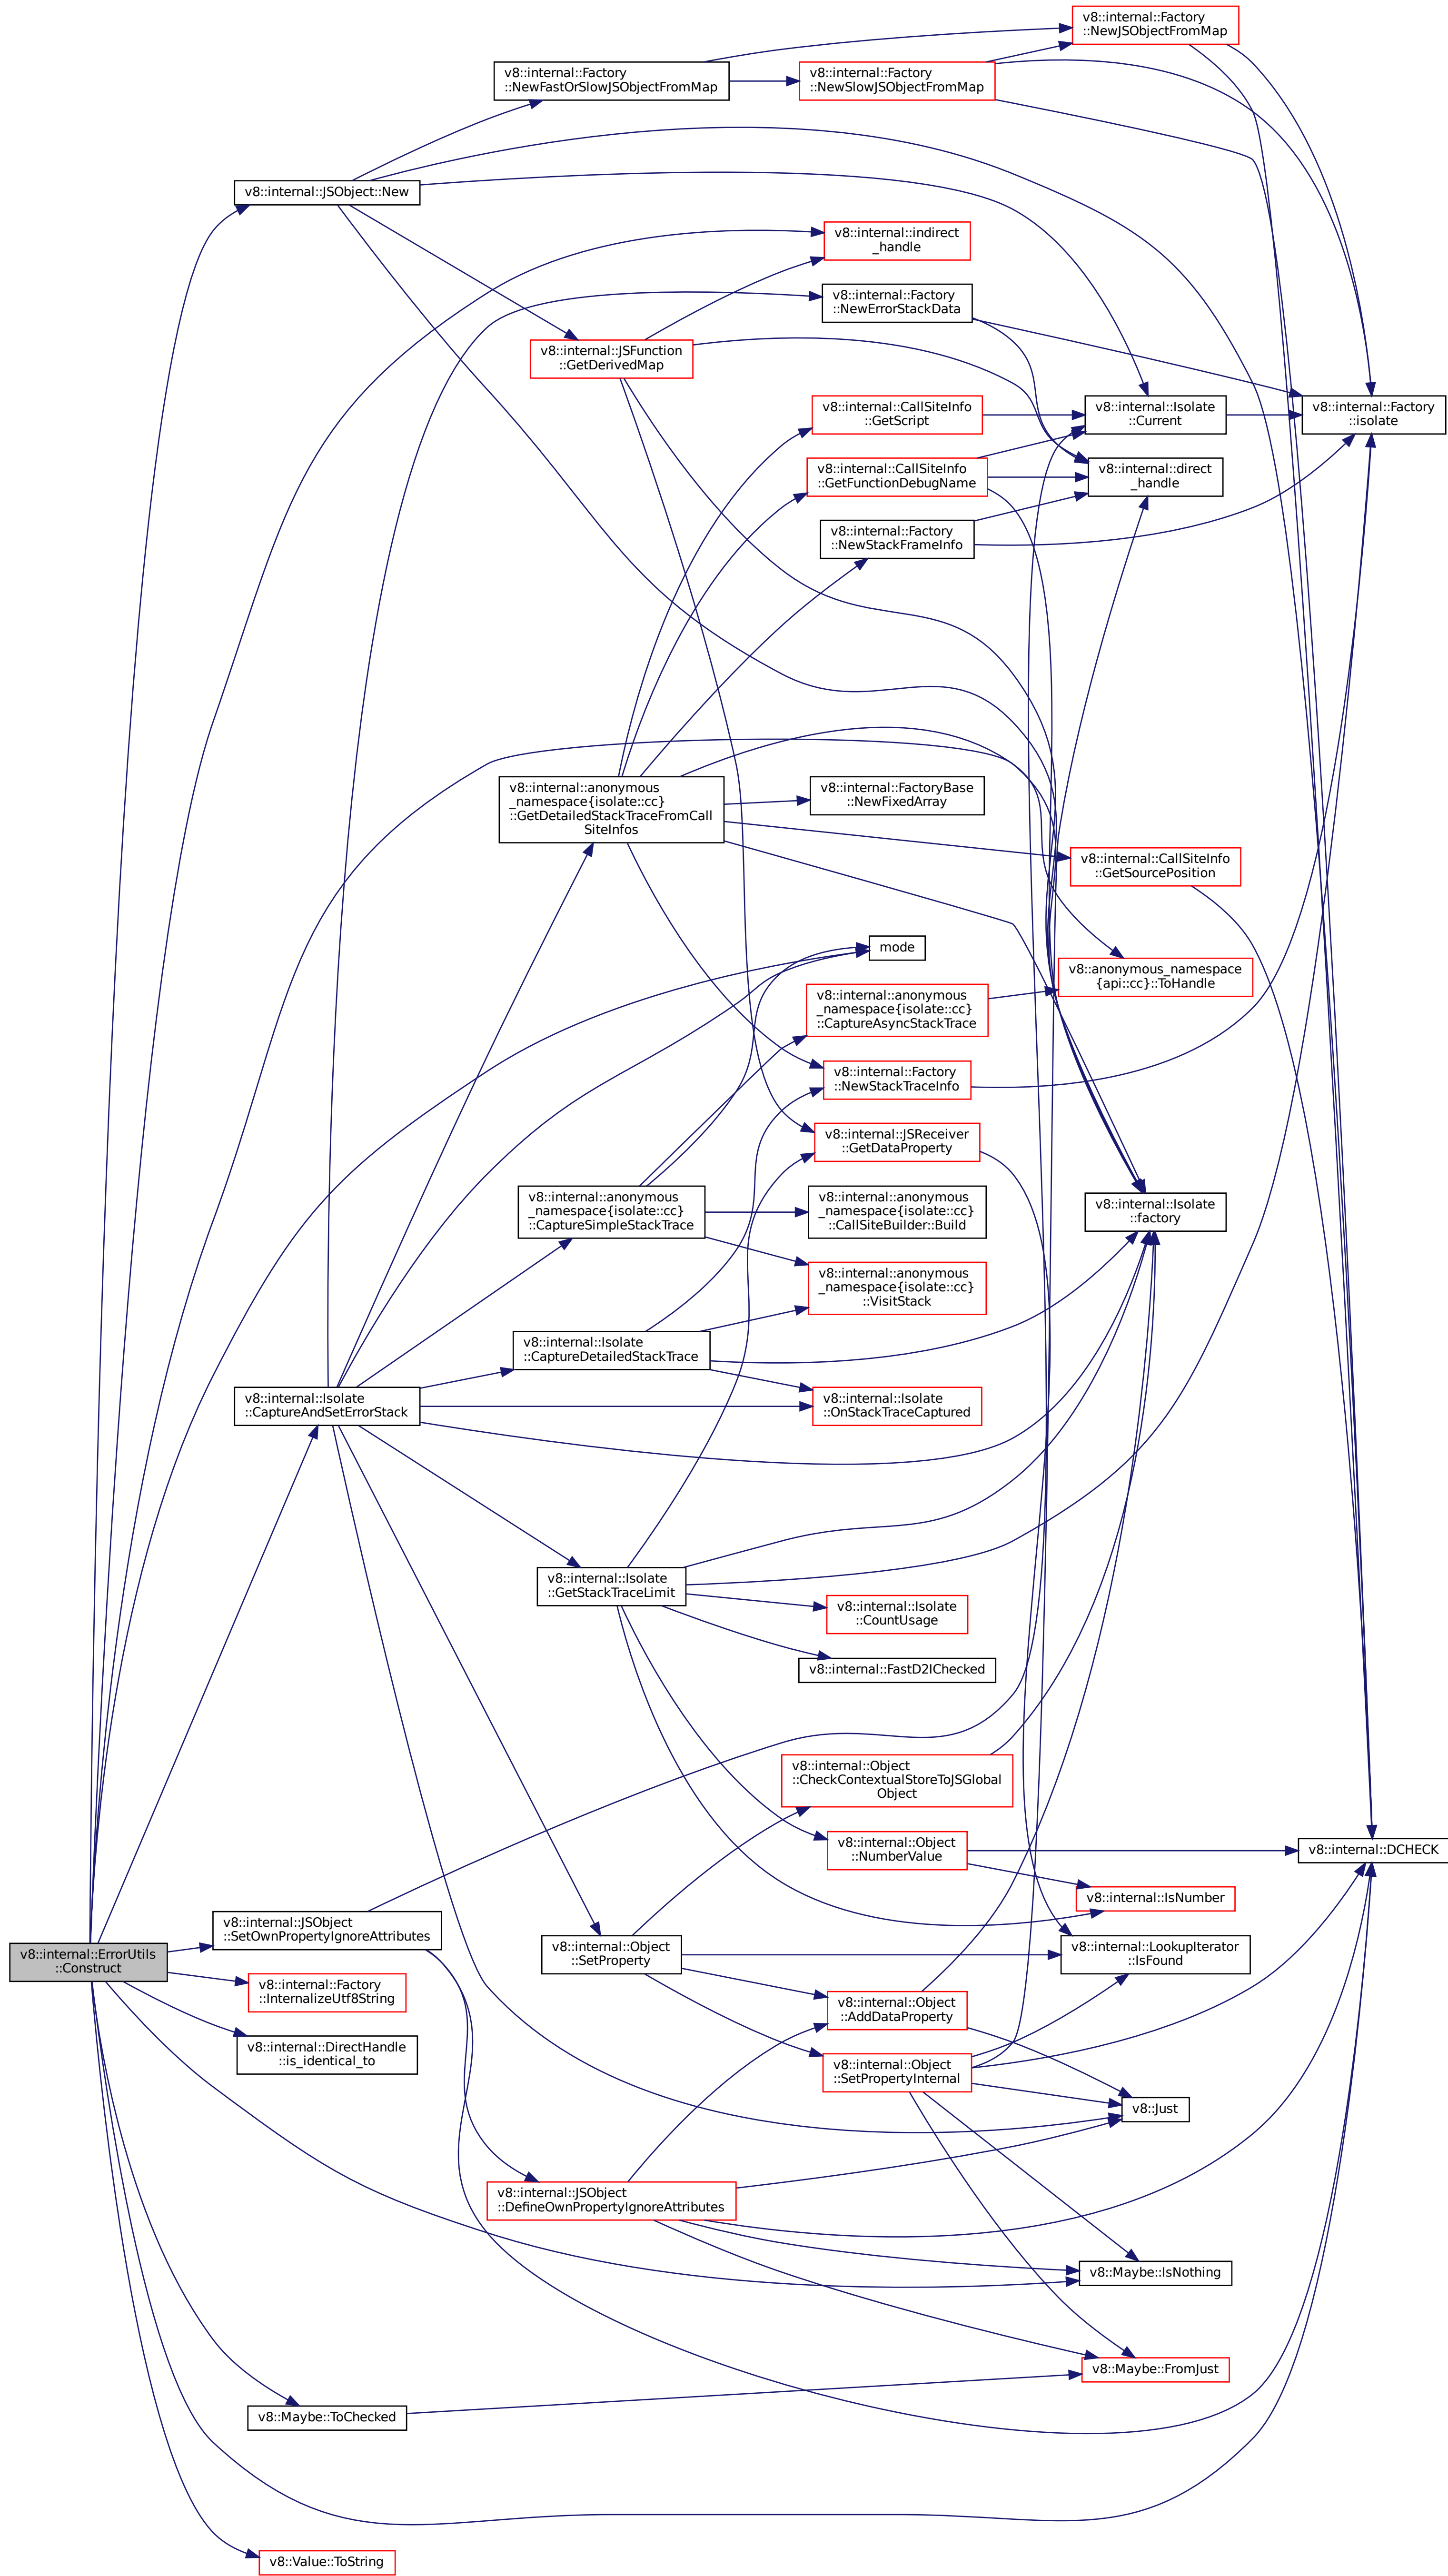 v8::internal::Factory
::NewJSObjectFromMap
v8::internal::Factory
::NewFastOrSlowJSObjectFromMap
v8::internal::Factory
::NewSlowJSObjectFromMap
v8::internal::JSObject::New
v8::internal::indirect
_handle
v8::internal::Factory
::NewErrorStackData
v8::internal::JSFunction
::GetDerivedMap
v8::internal::CallSiteInfo
::GetScript
v8::internal::Isolate
::Current
v8::internal::Factory
::isolate
v8::internal::CallSiteInfo
::GetFunctionDebugName
v8::internal::direct
_handle
v8::internal::Factory
::NewStackFrameInfo
v8::internal::anonymous
_namespace{isolate::cc}
::GetDetailedStackTraceFromCall
SiteInfos
v8::internal::FactoryBase
::NewFixedArray
v8::internal::CallSiteInfo
::GetSourcePosition
mode
v8::anonymous_namespace
{api::cc}::ToHandle
v8::internal::anonymous
_namespace{isolate::cc}
::CaptureAsyncStackTrace
v8::internal::Factory
::NewStackTraceInfo
v8::internal::JSReceiver
::GetDataProperty
v8::internal::anonymous
_namespace{isolate::cc}
::CaptureSimpleStackTrace
v8::internal::anonymous
_namespace{isolate::cc}
::CallSiteBuilder::Build
v8::internal::Isolate
::factory
v8::internal::anonymous
_namespace{isolate::cc}
::VisitStack
v8::internal::Isolate
::CaptureDetailedStackTrace
v8::internal::Isolate
::CaptureAndSetErrorStack
v8::internal::Isolate
::OnStackTraceCaptured
v8::internal::Isolate
::GetStackTraceLimit
v8::internal::Isolate
::CountUsage
v8::internal::FastD2IChecked
v8::internal::Object
::CheckContextualStoreToJSGlobal
Object
v8::internal::Object
::NumberValue
v8::internal::DCHECK
v8::internal::IsNumber
v8::internal::JSObject
::SetOwnPropertyIgnoreAttributes
v8::internal::ErrorUtils
::Construct
v8::internal::Object
::SetProperty
v8::internal::LookupIterator
::IsFound
v8::internal::Factory
::InternalizeUtf8String
v8::internal::Object
::AddDataProperty
v8::internal::DirectHandle
::is_identical_to
v8::internal::Object
::SetPropertyInternal
v8::Just
v8::internal::JSObject
::DefineOwnPropertyIgnoreAttributes
v8::Maybe::IsNothing
v8::Maybe::FromJust
v8::Maybe::ToChecked
v8::Value::ToString